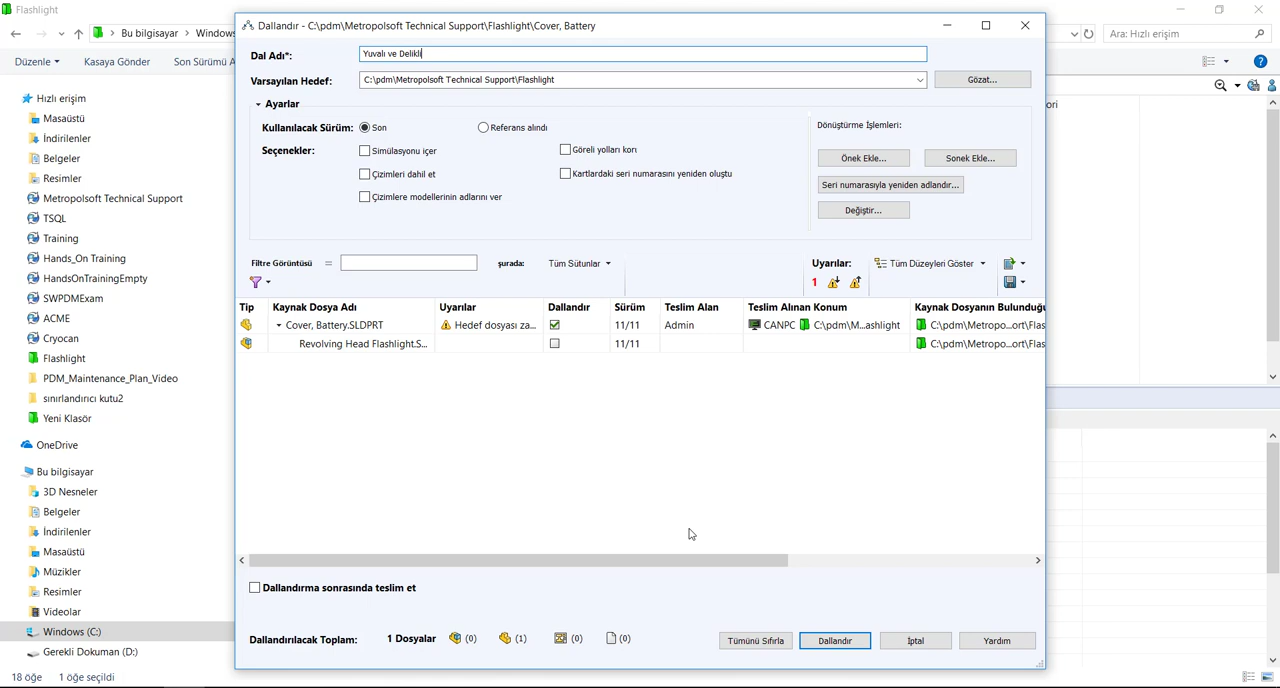 Flashlight
Bu bilgisayar
Windows
Ara: Hızlı erişim
Düzenle
Kasaya Gönder
Son Sürümü A
Hızlı erişim
Masaüstü
İndirilenler
Belgeler
Resimler
Metropolsoft Technical Support
TSQL
Training
Hands_On Training
HandsOnTrainingEmpty
SWPDMExam
ACME
Cryocan
Flashlight
PDM_Maintenance_Plan_Video
sınırlandırıcı kutu2
Yeni Klasör
OneDrive
Bu bilgisayar
3D Nesneler
Belgeler
İndirilenler
Masaüstü
Müzikler
Resimler
Videolar
Windows (C:)
Gerekli Dokuman (D:)
18 öğe 1 öğe seçildi
Dallandır - C:\pdm\Metropolsoft Technical Support\Flashlight\Cover, Battery
Dal Adı*: Yuvalı ve Delikli
Varsayılan Hedef: C:\pdm\Metropolsoft Technical Support\Flashlight Gözat...
Ayarlar
Kullanılacak Sürüm: Son Referans alındı
Seçenekler: Simülasyonu içer Göreli yolları korı
Çizimleri dahil et Kartlardaki seri numarasını yeniden oluştu
Çizimlere modellerinin adlarını ver
Dönüştürme İşlemleri:
Önek Ekle... Sonek Ekle...
Seri numarasıyla yeniden adlandır...
Değiştir...
Filtre Görüntüsü = şurada: Tüm Sütunlar
Uyarılar: Tüm Düzeyleri Göster
1
Tip Kaynak Dosya Adı Uyarılar Dallandır Sürüm Teslim Alan Teslim Alınan Konum Kaynak Dosyanın Bulunduğu
Cover, Battery.SLDPRT Hedef dosyası za... 11/11 Admin CANPC C:\pdm\M...ashlight C:\pdm\Metropo...ort\Flas
Revolving Head Flashlight.S... 11/11 C:\pdm\Metropo...ort\Flas
Dallandırma sonrasında teslim et
Dallandırılacak Toplam: 1 Dosyalar (0) (1) (0) (0)
Tümünü Sıfırla Dallandır İptal Yardım
ori